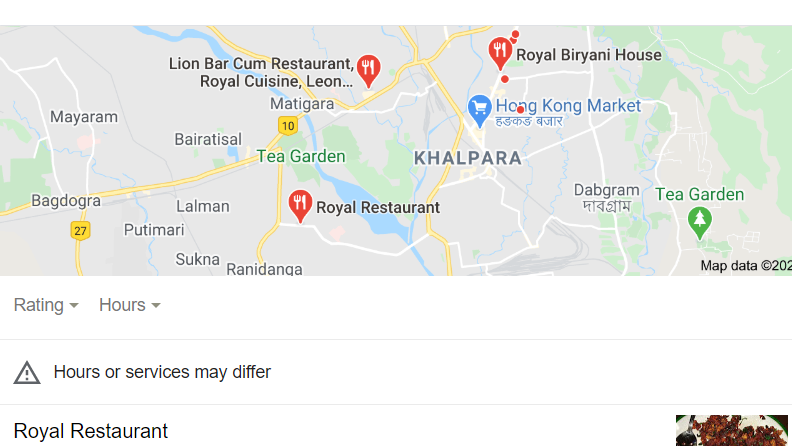 Royal Biryani House
Lion Bar Cum Restaurant,
Royal Cuisine, Leon...
Matigara
Hong Kong Market
হঙকঙ বজার
Mayaram
10
Bairatisal
Tea Garden
KHALPARA
Bagdogra
Lalman
Royal Restaurant
Dabgram
দাবগ্রাম
Tea Garden
27
Putimari
Sukna
Ranidanga
Map data ©202
Rating
Hours
Hours or services may differ
Royal Restaurant